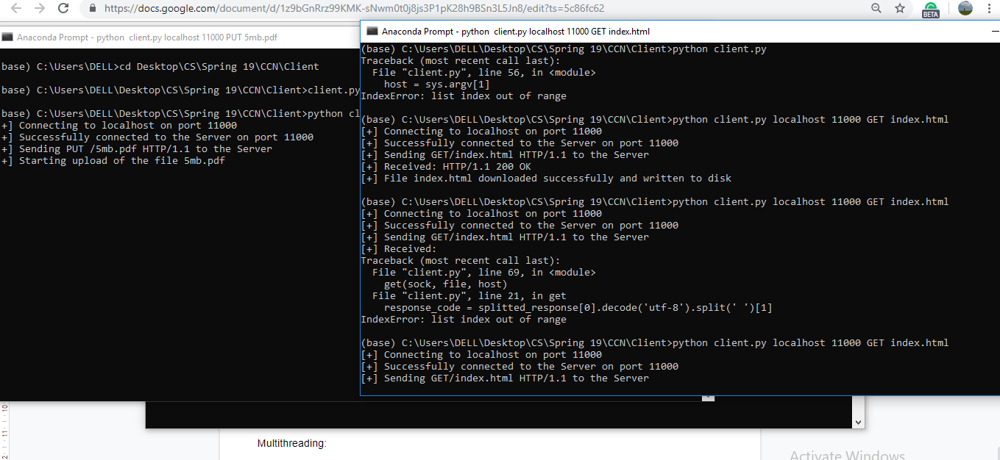 https://docs.google.com/document/d/1z9bGnRrz99KMK-sNwm0t0j8js3P1pK28h9BSn3L5Jn8/edit?ts=5c86fc62
BETA
Anaconda Prompt - python  client.py localhost 11000 PUT 5mb.pdf
base) C:\Users\DELL>cd Desktop\CS\Spring 19\CCN\Client
base) C:\Users\DELL\Desktop\CS\Spring 19\CCN\Client>client.py
base) C:\Users\DELL\Desktop\CS\Spring 19\CCN\Client>python cl
+] Connecting to localhost on port 11000
+] Successfully connected to the Server on port 11000
+] Sending PUT /5mb.pdf HTTP/1.1 to the Server
+] Starting upload of the file 5mb.pdf
Anaconda Prompt - python  client.py localhost 11000 GET index.html
(base) C:\Users\DELL\Desktop\CS\Spring 19\CCN\Client>python client.py
Traceback (most recent call last):
  File "client.py", line 56, in <module>
    host = sys.argv[1]
IndexError: list index out of range
(base) C:\Users\DELL\Desktop\CS\Spring 19\CCN\Client>python client.py localhost 11000 GET index.html
[+] Connecting to localhost on port 11000
[+] Successfully connected to the Server on port 11000
[+] Sending GET/index.html HTTP/1.1 to the Server
[+] Received: HTTP/1.1 200 OK
[+] File index.html downloaded successfully and written to disk
(base) C:\Users\DELL\Desktop\CS\Spring 19\CCN\Client>python client.py localhost 11000 GET index.html
[+] Connecting to localhost on port 11000
[+] Successfully connected to the Server on port 11000
[+] Sending GET/index.html HTTP/1.1 to the Server
[+] Received:
Traceback (most recent call last):
  File "client.py", line 69, in <module>
    get(sock, file, host)
  File "client.py", line 21, in get
    response_code = splitted_response[0].decode('utf-8').split(' ')[1]
IndexError: list index out of range
(base) C:\Users\DELL\Desktop\CS\Spring 19\CCN\Client>python client.py localhost 11000 GET index.html
[+] Connecting to localhost on port 11000
[+] Successfully connected to the Server on port 11000
[+] Sending GET/index.html HTTP/1.1 to the Server
10
11
Multithreading:
Activate Windows